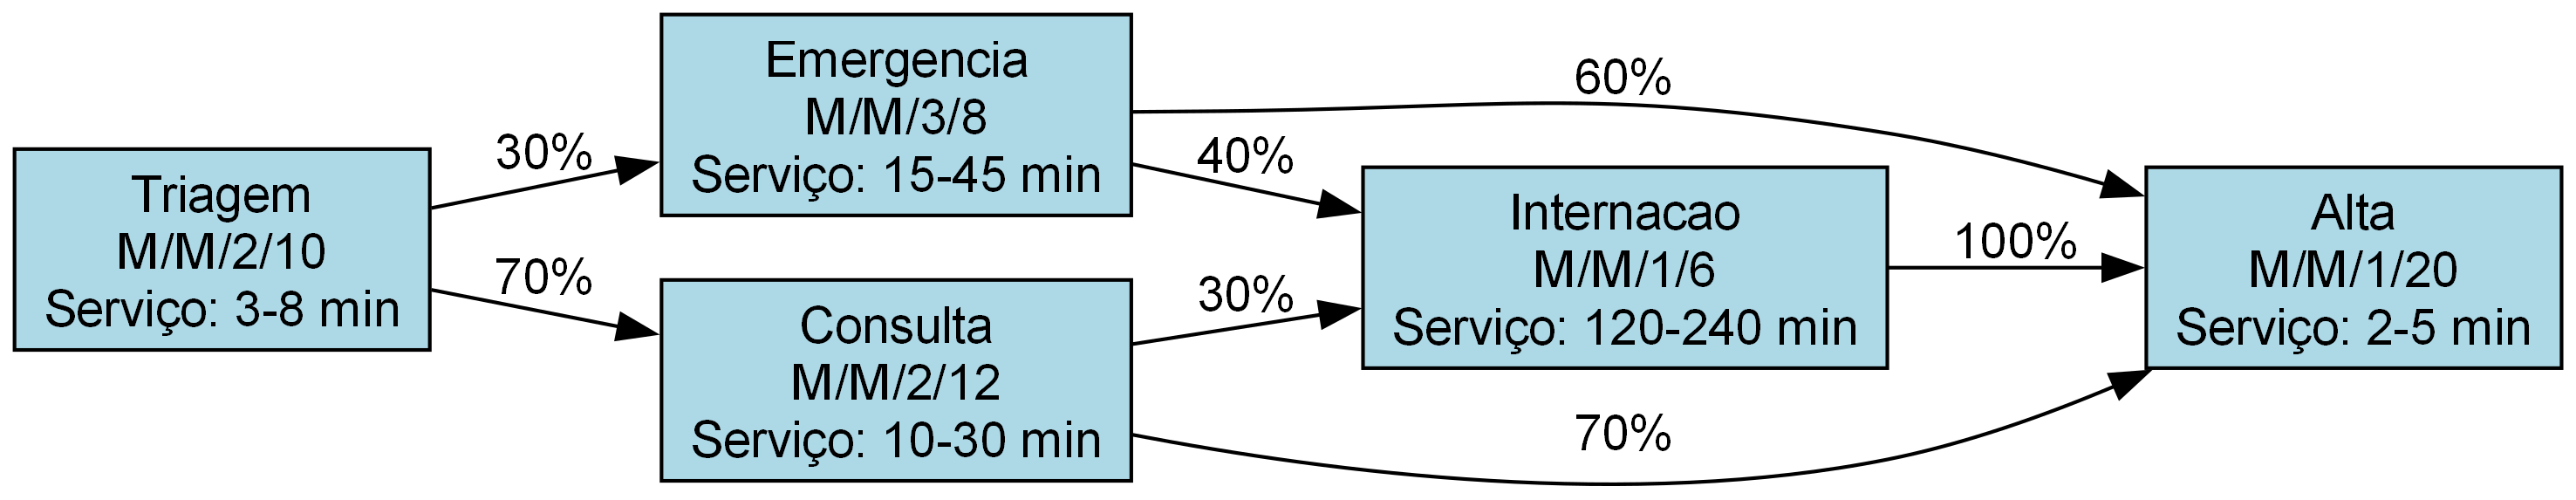 Triagem
M/M/2/10
Serviço: 3-8 min
30%
70%
Emergencia
M/M/3/8
Serviço: 15-45 min
Consulta
M/M/2/12
Serviço: 10-30 min
60%
40%
30%
70%
Internacao
M/M/1/6
Serviço: 120-240 min
100%
Alta
M/M/1/20
Serviço: 2-5 min